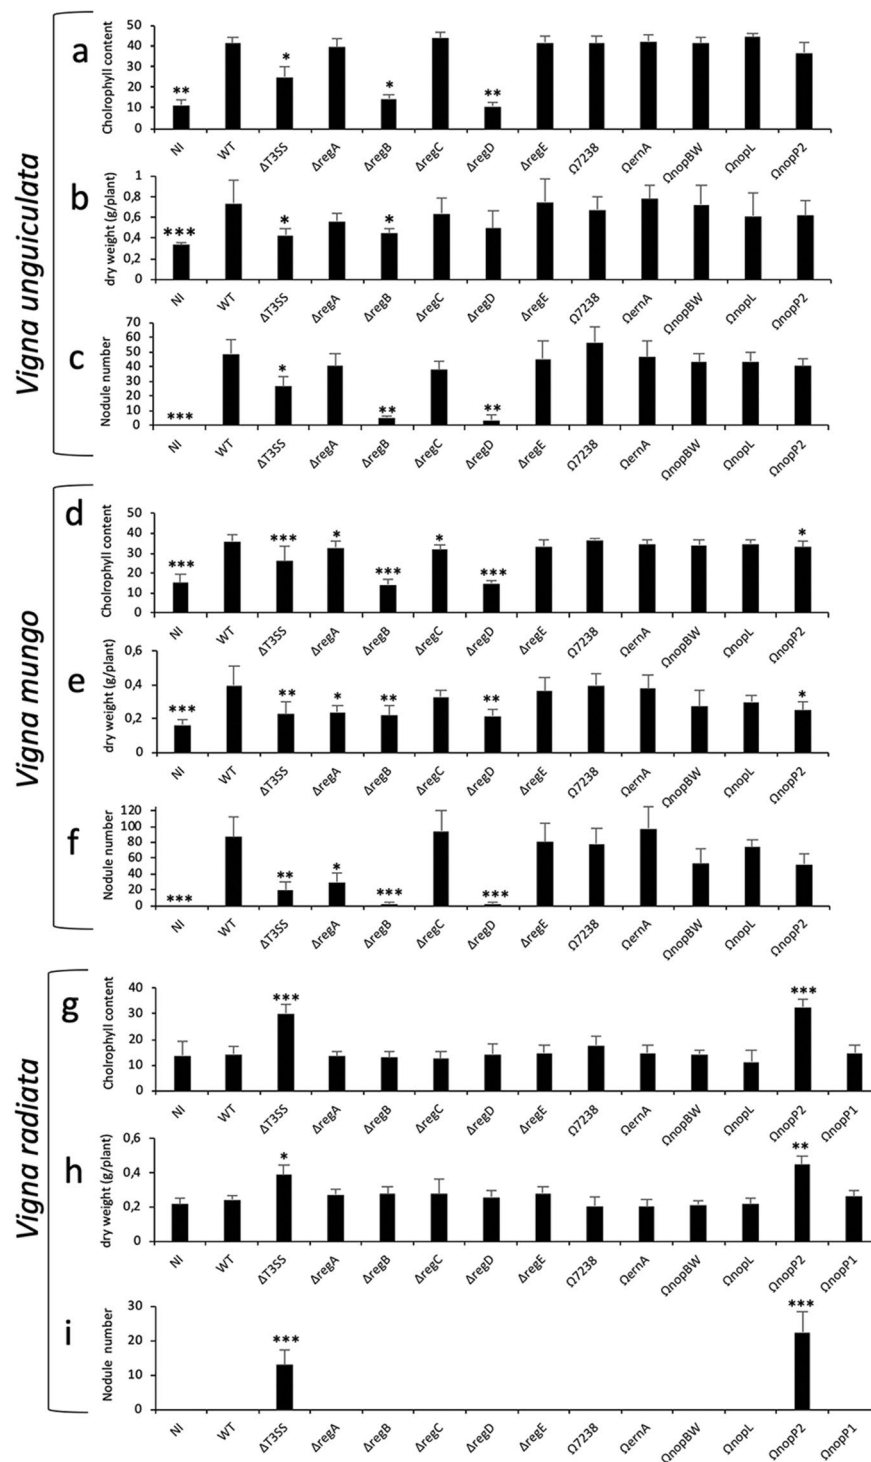 Vigna unguiculata
a
Cholrophyll content
50
40
30
20
10
0
** * * **
NI WT ΔT3SS ΔregA ΔregB ΔregC ΔregD ΔregE Ω7238 ΩernA ΩnopBW ΩnopL ΩnopP2
b
dry weight (g/plant)
1
0,8
0,6
0,4
0,2
0
*** * *
NI WT ΔT3SS ΔregA ΔregB ΔregC ΔregD ΔregE Ω7238 ΩernA ΩnopBW ΩnopL ΩnopP2
c
Nodule number
70
60
50
40
30
20
10
0
*** * ** **
NI WT ΔT3SS ΔregA ΔregB ΔregC ΔregD ΔregE Ω7238 ΩernA ΩnopBW ΩnopL ΩnopP2
Vigna mungo
d
Cholrophyll content
50
40
30
20
10
0
*** *** * *** * *** *
NI WT ΔT3SS ΔregA ΔregB ΔregC ΔregD ΔregE Ω7238 ΩernA ΩnopBW ΩnopL ΩnopP2
e
dry weight (g/plant)
0,6
0,4
0,2
0
*** ** * ** ** *
NI WT ΔT3SS ΔregA ΔregB ΔregC ΔregD ΔregE Ω7238 ΩernA ΩnopBW ΩnopL ΩnopP2
f
Nodule number
120
100
80
60
40
20
0
*** ** * *** ***
NI WT ΔT3SS ΔregA ΔregB ΔregC ΔregD ΔregE Ω7238 ΩernA ΩnopBW ΩnopL ΩnopP2
Vigna radiata
g
Cholrophyll content
40
30
20
10
0
*** ***
NI WT ΔT3SS ΔregA ΔregB ΔregC ΔregD ΔregE Ω7238 ΩernA ΩnopBW ΩnopL ΩnopP2 ΩnopP1
h
dry weight (g/plant)
0,6
0,4
0,2
0
* **
NI WT ΔT3SS ΔregA ΔregB ΔregC ΔregD ΔregE Ω7238 ΩernA ΩnopBW ΩnopL ΩnopP2 ΩnopP1
i
Nodule number
30
20
10
0
*** ***
NI WT ΔT3SS ΔregA ΔregB ΔregC ΔregD ΔregE Ω7238 ΩernA ΩnopBW ΩnopL ΩnopP2 ΩnopP1